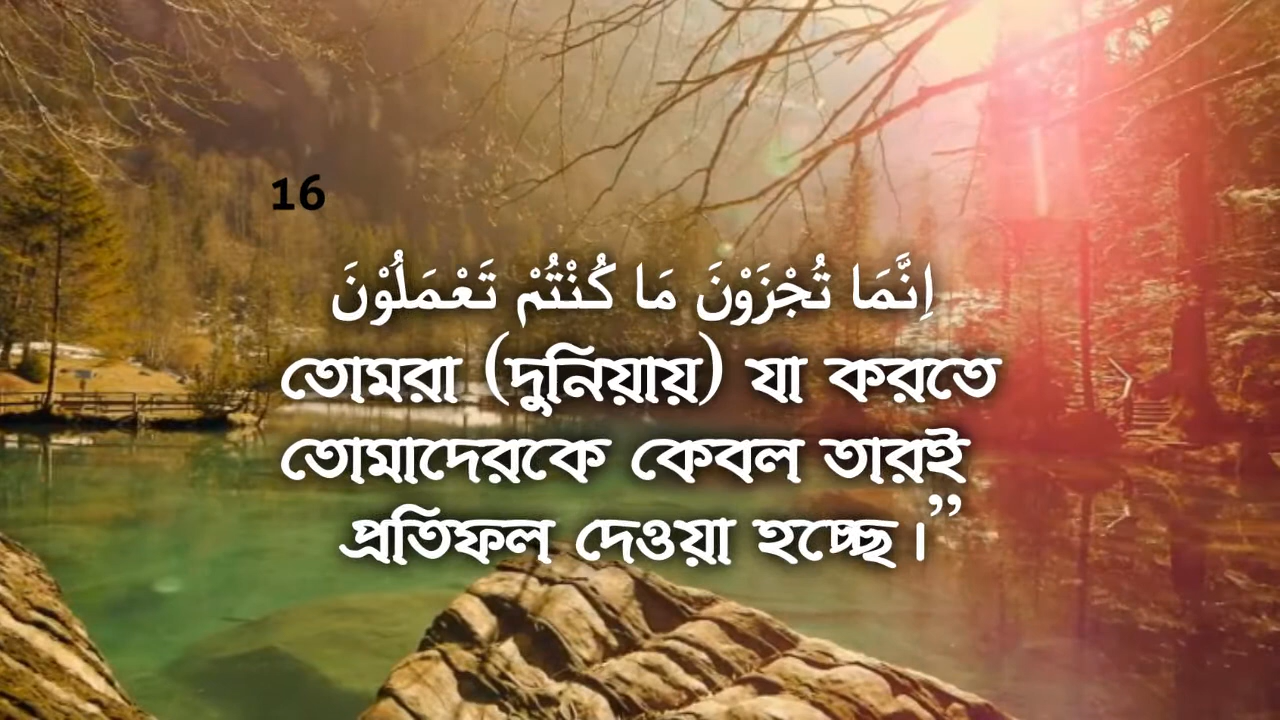 16
اِنَّمَا تُجْزَوْنَ مَا كُنْتُمْ تَعْمَلُوْنَ
তোমরা (দুনিয়ায়) যা করতে
তোমাদেরকে কেবল তারই
প্রতিফল দেওয়া হচ্ছে।”